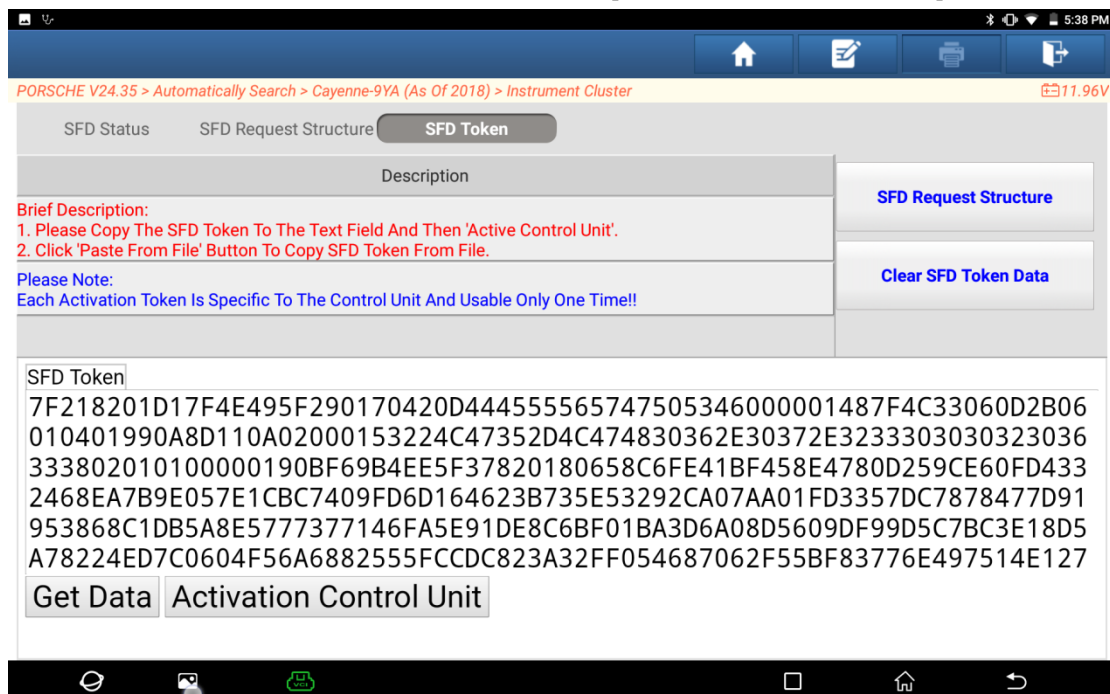 5:38 PM
PORSCHE V24.35 > Automatically Search > Cayenne-9YA (As Of 2018) > Instrument Cluster
11.96V
SFD Status
SFD Request Structure
SFD Token
Description
Brief Description:
1. Please Copy The SFD Token To The Text Field And Then 'Active Control Unit'.
2. Click 'Paste From File' Button To Copy SFD Token From File.
Please Note:
Each Activation Token Is Specific To The Control Unit And Usable Only One Time!!
SFD Request Structure
Clear SFD Token Data
SFD Token
7F218201D17F4E495F290170420D44455555657475053460000001487F4C33060D2B06
010401990A8D110A02000153224C47352D4C474830362E30372E3233303030323036
333802010100000190BF69B4EE5F37820180658C6FE41BF458E4780D259CE60FD433
2468EA7B9E057E1CBC7409FD6D164623B735E53292CA07AA01FD3357DC7878477D91
953868C1DB5A8E5777377146FA5E91DE8C6BF01BA3D6A08D5609DF99D5C7BC3E18D5
A78224ED7C0604F56A6882555FCCDC823A32FF054687062F55BF83776E497514E127
Get Data
Activation Control Unit
VCI